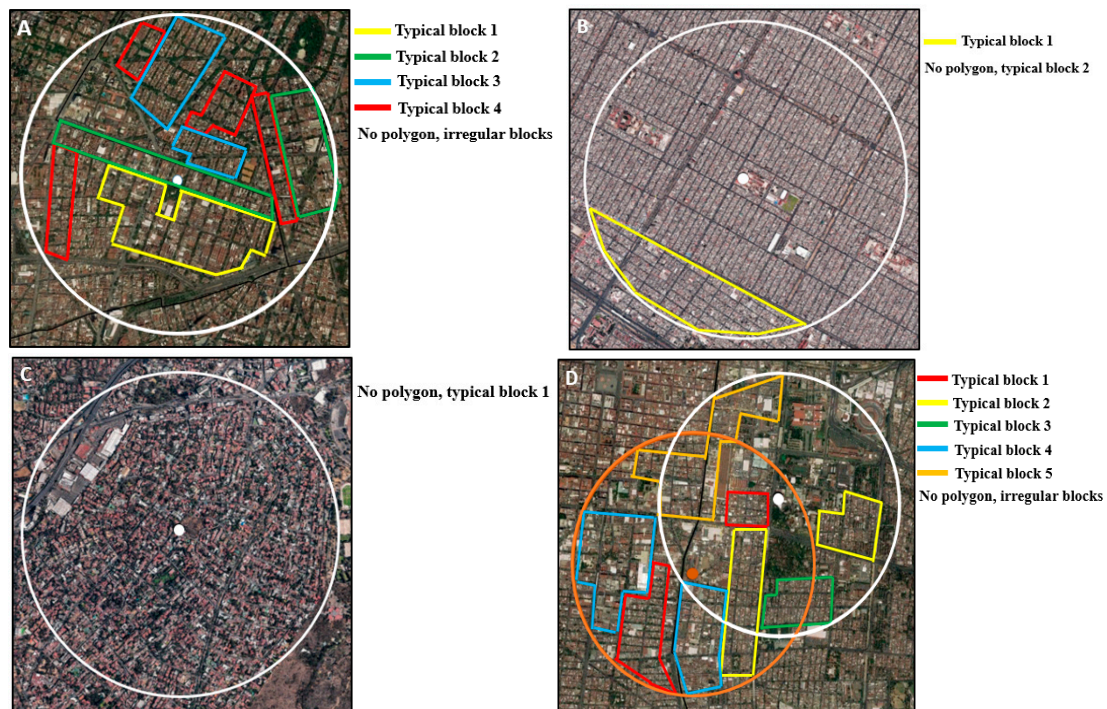 A
Typical block 1
Typical block 2
Typical block 3
Typical block 4
No polygon, irregular blocks
B
Typical block 1
No polygon, typical block 2
C
No polygon, typical block 1
D
Typical block 1
Typical block 2
Typical block 3
Typical block 4
Typical block 5
No polygon, irregular blocks